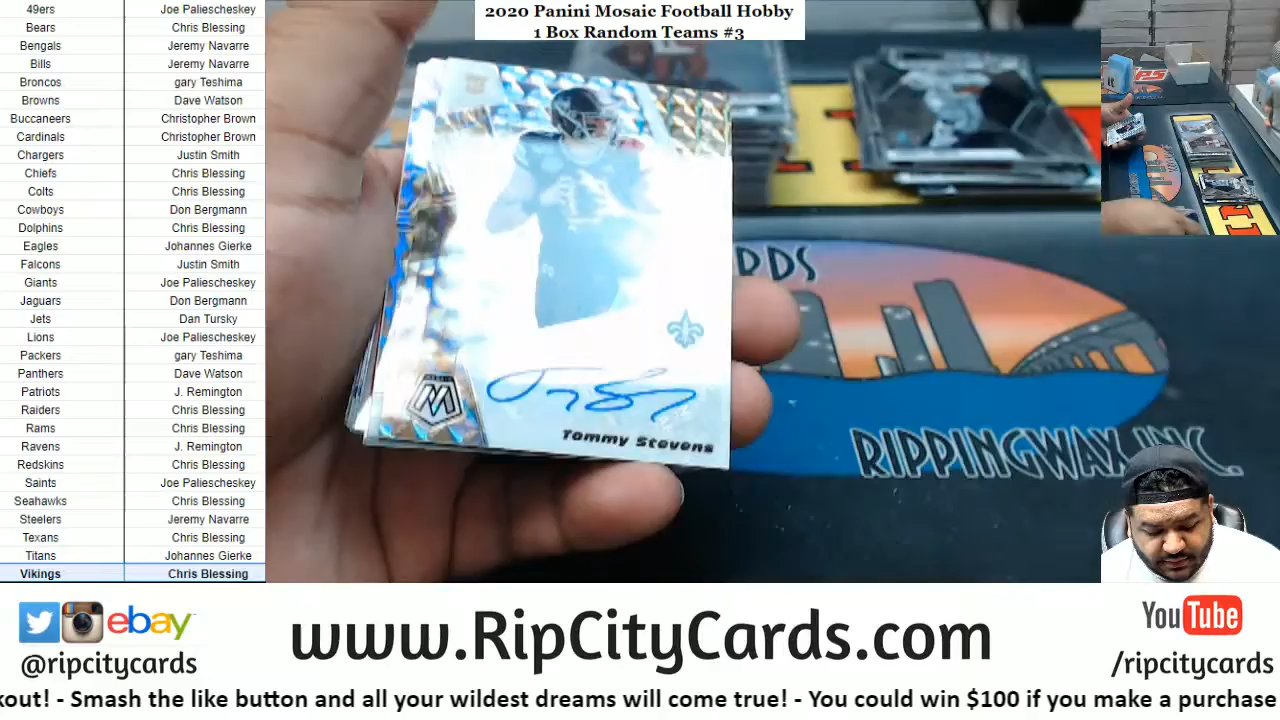 2020 Panini Mosaic Football Hobby
1 Box Random Teams #3
49ers Joe Paliescheskey
Bears Chris Blessing
Bengals Jeremy Navarre
Bills Jeremy Navarre
Broncos gary Teshima
Browns Dave Watson
Buccaneers Christopher Brown
Cardinals Christopher Brown
Chargers Justin Smith
Chiefs Chris Blessing
Colts Chris Blessing
Cowboys Don Bergmann
Dolphins Chris Blessing
Eagles Johannes Gierke
Falcons Justin Smith
Giants Joe Paliescheskey
Jaguars Don Bergmann
Jets Dan Tursky
Lions Joe Paliescheskey
Packers gary Teshima
Panthers Dave Watson
Patriots J. Remington
Raiders Chris Blessing
Rams Chris Blessing
Ravens J. Remington
Redskins Chris Blessing
Saints Joe Paliescheskey
Seahawks Chris Blessing
Steelers Jeremy Navarre
Texans Chris Blessing
Titans Johannes Gierke
Vikings Chris Blessing
Tommy Stevens
RIPPINGWAX, INC.
ebay
@ripcitycards
www.RipCityCards.com
YouTube
/ripcitycards
kout! - Smash the like button and all your wildest dreams will come true! - You could win $100 if you make a purchase